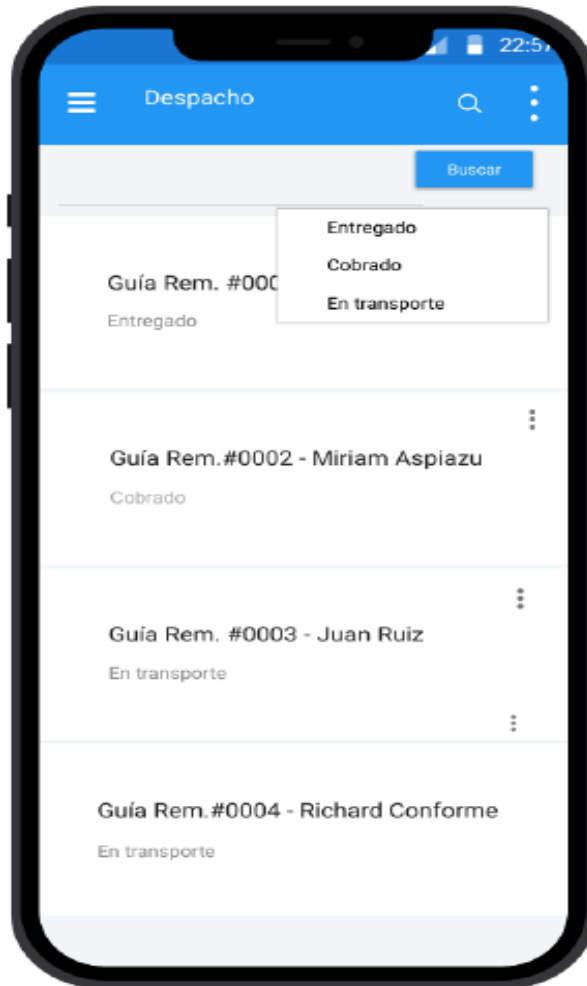 22:57
Despacho
Buscar
Entregado
Cobrado
En transporte
Guía Rem. #000
Entregado
Guía Rem.#0002 - Miriam Aspiazu
Cobrado
Guía Rem. #0003 - Juan Ruiz
En transporte
Guía Rem.#0004 - Richard Conforme
En transporte